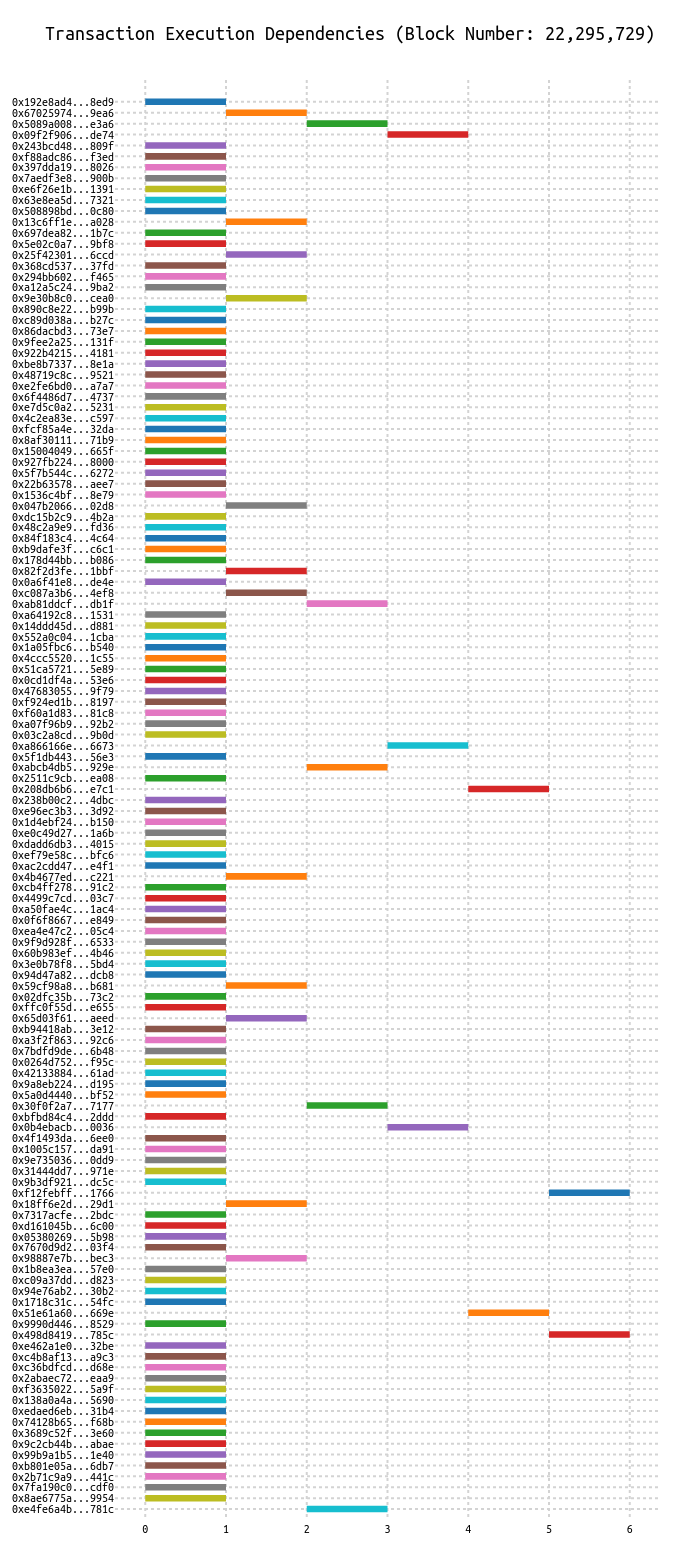 Transaction Execution Dependencies (Block Number: 22,295,729)
0x192e8ad4...8ed9
0x67025974...9ea6
0x5089a008...e3a6
0x09f2f906...de74
0x243bcd48...809f
0xf88adc86...f3ed
0x397dda19...8026
0x7aedf3e8...900b
0xe6f26e1b...1391
0x63e8ea5d...7321
0x508898bd...0c80
0x13c6ff1e...a028
0x697dea82...1b7c
0x5e02c0a7...9bf8
0x25f42301...6ccd
0x368cd537...37fd
0x294bb602...f465
0xa12a5c24...9ba2
0x9e30b8c0...cea0
0x890c8e22...b99b
0xc89d038a...b27c
0x86dacbd3...73e7
0x9fee2a25...131f
0x922b4215...4181
0xbe8b7337...8e1a
0x48719c8c...9521
0xe2fe6bd0...a7a7
0x6f4486d7...4737
0xe7d5c0a2...5231
0x4c2ea83e...c597
0xfcf85a4e...32da
0x8af30111...71b9
0x15004049...665f
0x927fb224...8000
0x5f7b544c...6272
0x22b63578...aee7
0x1536c4bf...8e79
0x047b2066...02d8
0xdc15b2c9...4b2a
0x48c2a9e9...fd36
0x84f183c4...4c64
0xb9dafe3f...c6c1
0x178d44bb...b086
0x82f2d3fe...1bbf
0x0a6f41e8...de4e
0xc087a3b6...4ef8
0xab81ddcf...db1f
0xa64192c8...1531
0x14ddd45d...d881
0x552a0c04...1cba
0x1a05fbc6...b540
0x4ccc5520...1c55
0x51ca5721...5e89
0x0cd1df4a...53e6
0x47683055...9f79
0xf924ed1b...8197
0xf60a1d83...81c8
0xa07f96b9...92b2
0x03c2a8cd...9b0d
0xa866166e...6673
0x5f1db443...56e3
0xabcb4db5...929e
0x2511c9cb...ea08
0x208db6b6...e7c1
0x238b00c2...4dbc
0xe96ec3b3...3d92
0x1d4ebf24...b150
0xe0c49d27...1a6b
0xdadd6db3...4015
0xef79e58c...bfc6
0xac2cdd47...e4f1
0x4b4677ed...c221
0xcb4ff278...91c2
0x4499c7cd...03c7
0xa50fae4c...1ac4
0x0f6f8667...e849
0xea4e47c2...05c4
0x9f9d928f...6533
0x60b983ef...4b46
0x3e0b78f8...5bd4
0x94d47a82...dcb8
0x59cf98a8...b681
0x02dfc35b...73c2
0xffc0f55d...e655
0x65d03f61...aeed
0xb94418ab...3e12
0xa3f2f863...92c6
0x7bdfd9de...6b48
0x0264d752...f95c
0x42133884...61ad
0x9a8eb224...d195
0x5a0d4440...bf52
0x30f0f2a7...7177
0xbfbd84c4...2ddd
0x0b4ebacb...0036
0x4f1493da...6ee0
0x1005c157...da91
0x9e735036...0dd9
0x31444dd7...971e
0x9b3df921...dc5c
0xf12febff...1766
0x18ff6e2d...29d1
0x7317acfe...2bdc
0xd161045b...6c00
0x05380269...5b98
0x7670d9d2...03f4
0x98887e7b...bec3
0x1b8ea3ea...57e0
0xc09a37dd...d823
0x94e76ab2...30b2
0x1718c31c...54fc
0x51e61a60...669e
0x9990d446...8529
0x498d8419...785c
0xe462a1e0...32be
0xc4b8af13...a9c3
0xc36bdfcd...d68e
0x2abaec72...eaa9
0xf3635022...5a9f
0x138a0a4a...5690
0xedaed6eb...31b4
0x74128b65...f68b
0x3689c52f...3e60
0x9c2cb44b...abae
0x99b9a1b5...1e40
0xb801e05a...6db7
0x2b71c9a9...441c
0x7fa190c0...cdf0
0x8ae6775a...9954
0xe4fe6a4b...781c
0 1 2 3 4 5 6